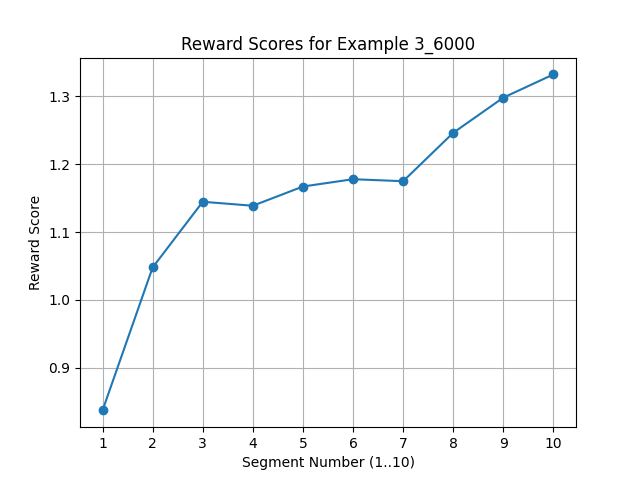 Reward Scores for Example 3_6000
Reward Score
1.3
1.2
1.1
1.0
0.9
1 2 3 4 5 6 7 8 9 10
Segment Number (1..10)